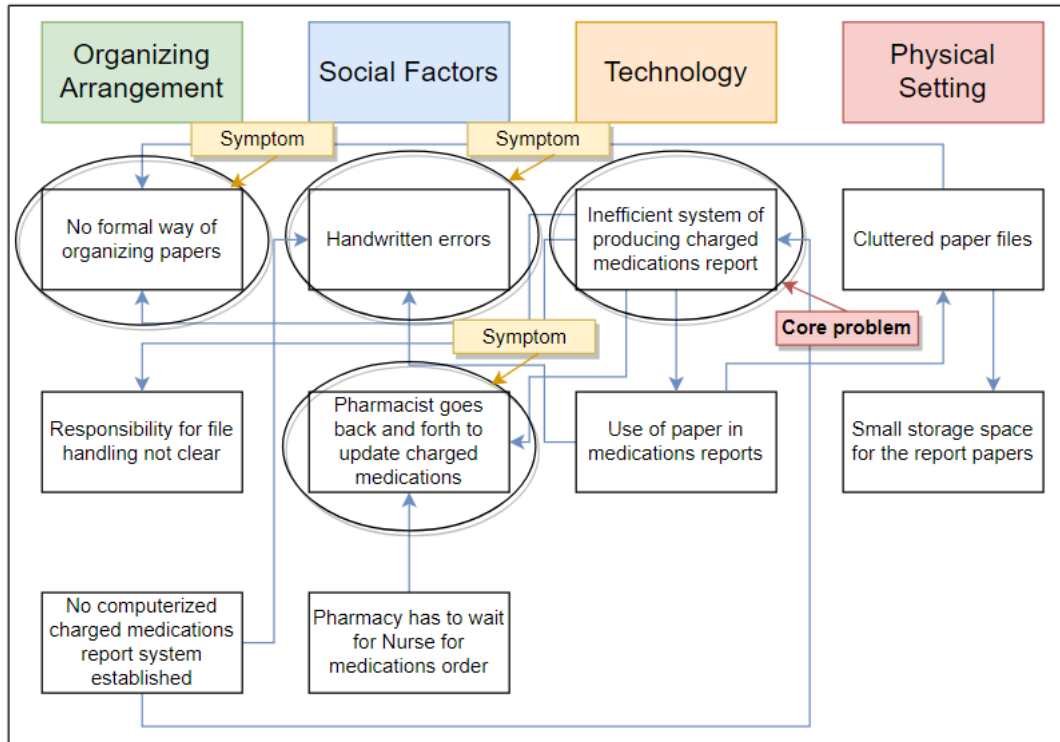 Organizing
Arrangement
Social Factors
Technology
Physical
Setting
Symptom
Symptom
No formal way of
organizing papers
Handwritten errors
Inefficient system of
producing charged
medications report
Cluttered paper files
Symptom
Core problem
Responsibility for file
handling not clear
Pharmacist goes
back and forth to
update charged
medications
Use of paper in
medications reports
Small storage space
for the report papers
No computerized
charged medications
report system
established
Pharmacy has to wait
for Nurse for
medications order